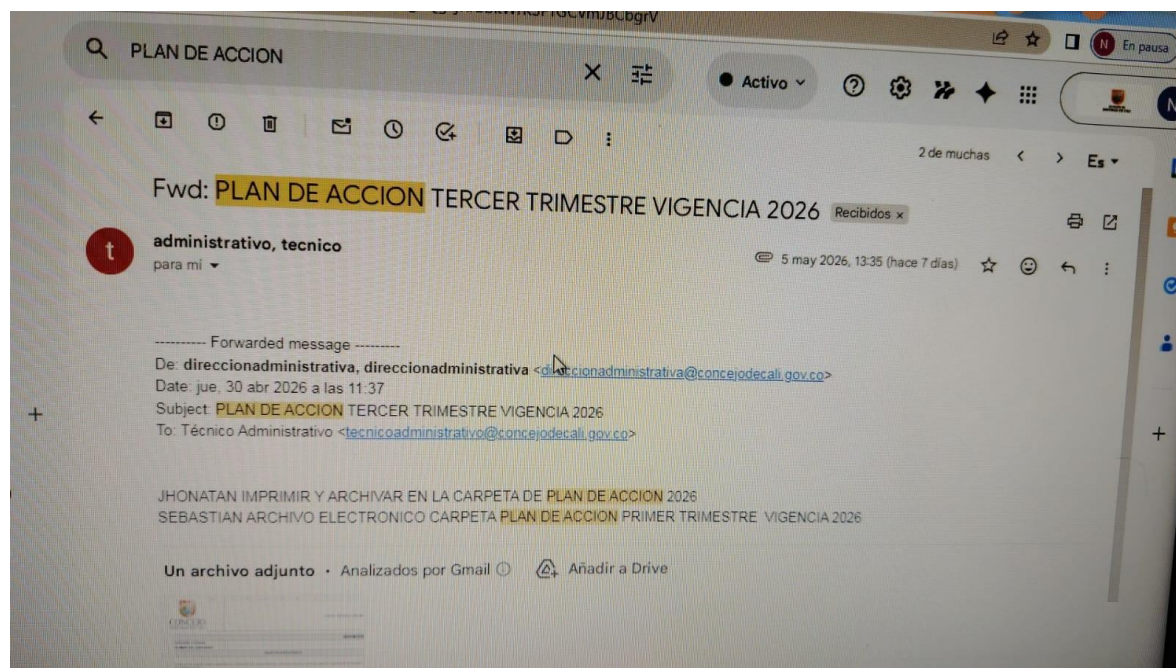 PLAN DE ACCION
Activo
En pausa
N
2 de muchas
Es
Fwd: PLAN DE ACCION TERCER TRIMESTRE VIGENCIA 2026 Recibidos ×
t
administrativo, tecnico
para mí
5 may 2026, 13:35 (hace 7 días)
---------- Forwarded message ---------
De: direccionadministrativa, direccionadministrativa <direccionadministrativa@concejodecali.gov.co>
Date: jue, 30 abr 2026 a las 11:37
Subject: PLAN DE ACCION TERCER TRIMESTRE VIGENCIA 2026
To: Técnico Administrativo <tecnicoadministrativo@concejodecali.gov.co>
JHONATAN IMPRIMIR Y ARCHIVAR EN LA CARPETA DE PLAN DE ACCION 2026
SEBASTIAN ARCHIVO ELECTRONICO CARPETA PLAN DE ACCION PRIMER TRIMESTRE VIGENCIA 2026
Un archivo adjunto • Analizados por Gmail
Añadir a Drive
CONCEJO